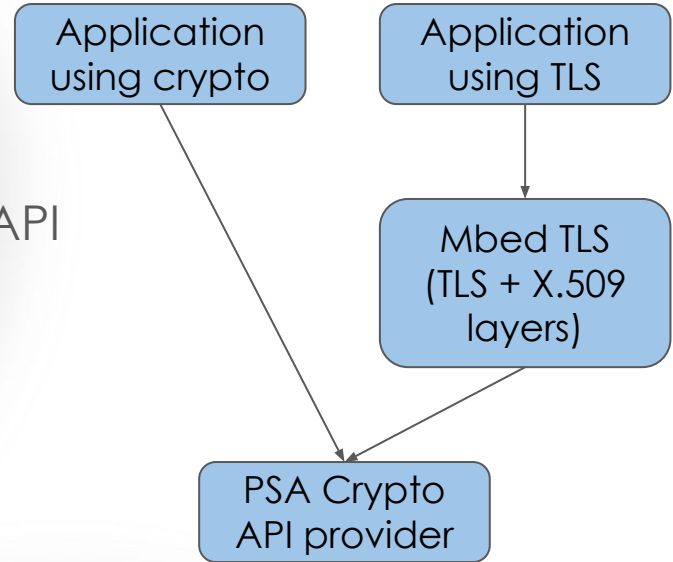 Application
using crypto
Application
using TLS
API
Mbed TLS
(TLS + X.509
layers)
PSA Crypto
API provider